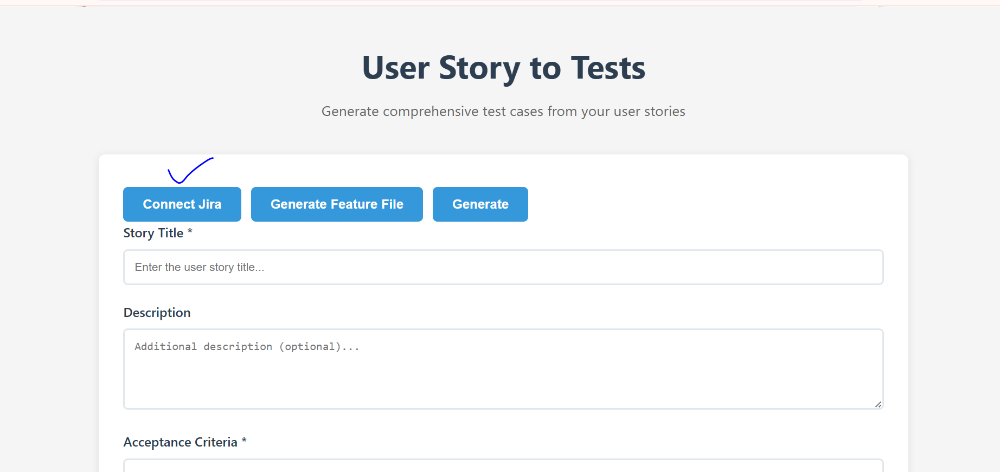 User Story to Tests
Generate comprehensive test cases from your user stories
Connect Jira Generate Feature File Generate
Story Title *
Enter the user story title...
Description
Additional description (optional)...
Acceptance Criteria *